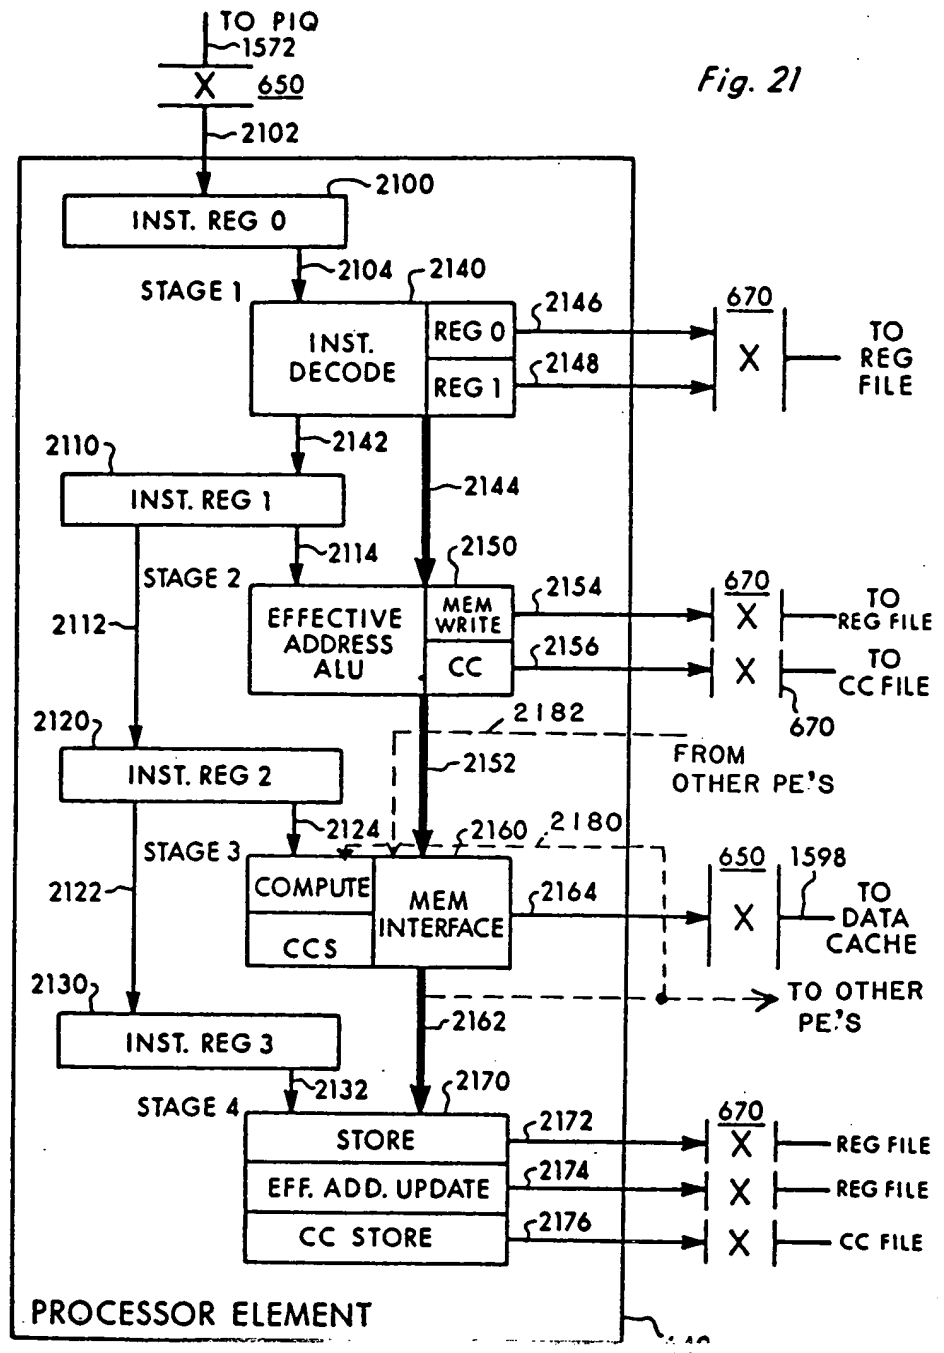 TO PIQ
1572
X 650
Fig. 21
2102
2100
INST. REG 0
2104 2140
STAGE 1
INST. DECODE
REG 0
REG 1
2146
2148
670
X
TO REG FILE
2142
2110
INST. REG 1
2144
2114
STAGE 2
2150
EFFECTIVE ADDRESS ALU
MEM WRITE
CC
2154
2156
670
X
X
TO REG FILE
TO CC FILE
670
2112
2182
FROM OTHER PE'S
2120
INST. REG 2
2152
2124
STAGE 3
2160
2180
COMPUTE
CCS
MEM INTERFACE
2164
650
X
1598
TO DATA CACHE
2122
TO OTHER PE'S
2130
INST. REG 3
2162
2132
STAGE 4
2170
STORE
2172
670
X
REG FILE
EFF. ADD. UPDATE
2174
X
REG FILE
CC STORE
2176
X
CC FILE
PROCESSOR ELEMENT